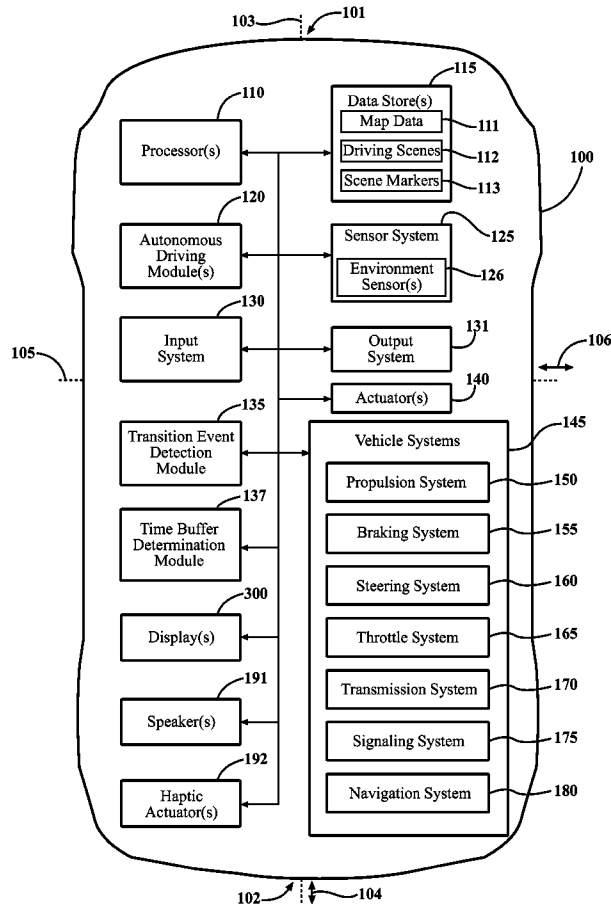 103
101
110
Processor(s)
115
Data Store(s)
Map Data
111
Driving Scenes
112
Scene Markers
113
100
120
Autonomous
Driving
Module(s)
125
Sensor System
Environment
Sensor(s)
126
130
Input
System
131
Output
System
105
106
140
Actuator(s)
135
Transition Event
Detection
Module
145
Vehicle Systems
Propulsion System
150
137
Time Buffer
Determination
Module
Braking System
155
Steering System
160
300
Display(s)
Throttle System
165
191
Speaker(s)
Transmission System
170
Signaling System
175
192
Haptic
Actuator(s)
Navigation System
180
102
104